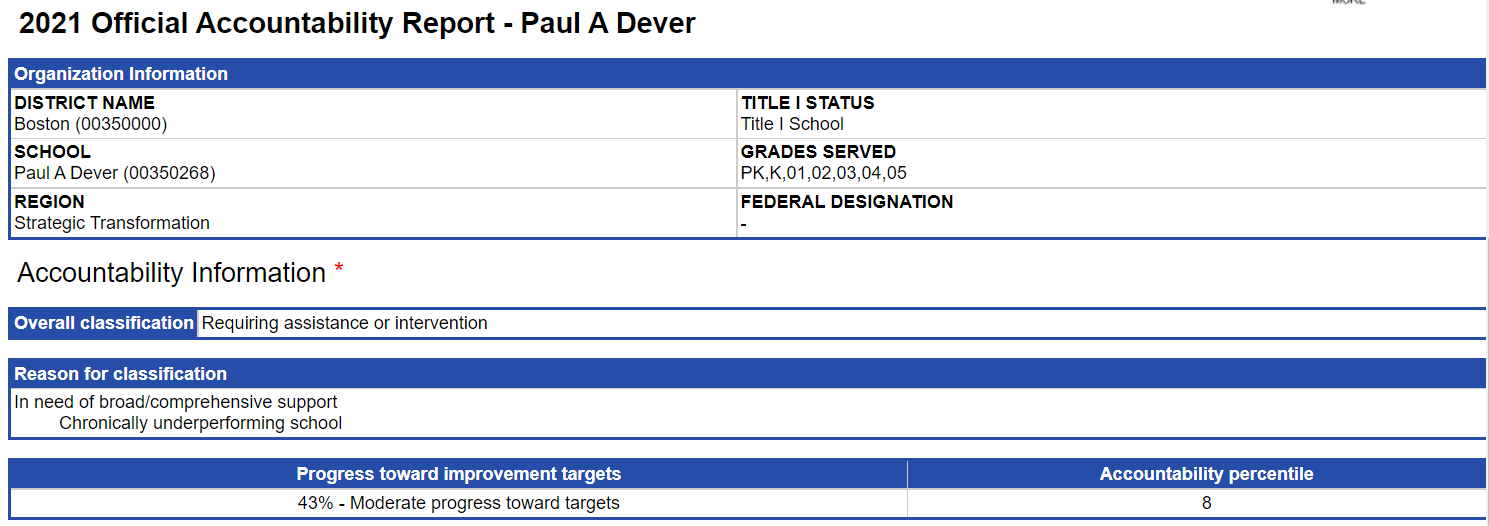 2021 Official Accountability Report - Paul A Dever
Organization Information
DISTRICT NAME
Boston (00350000)
TITLE I STATUS
Title I School
SCHOOL
Paul A Dever (00350268)
GRADES SERVED
PK,K,01,02,03,04,05
REGION
Strategic Transformation
FEDERAL DESIGNATION
-
Accountability Information *
Overall classification Requiring assistance or intervention
Reason for classification
In need of broad/comprehensive support
Chronically underperforming school
Progress toward improvement targets Accountability percentile
43% - Moderate progress toward targets 8